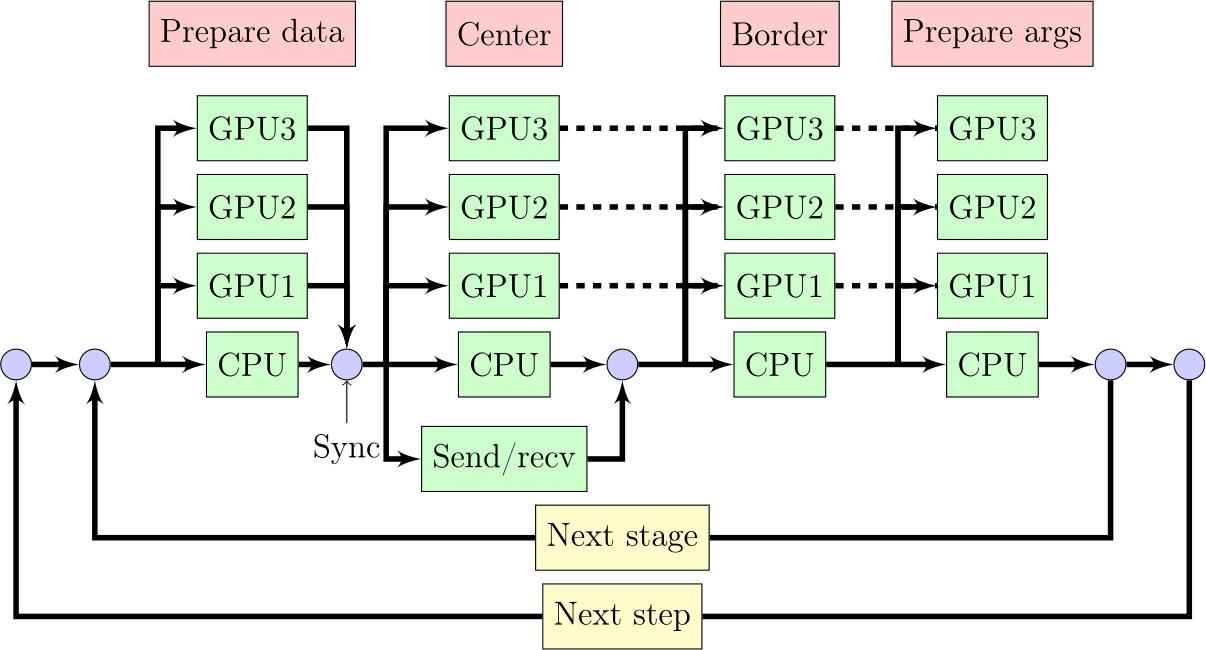 Prepare data
Center
Border
Prepare args
GPU3
GPU3
GPU3
GPU3
GPU2
GPU2
GPU2
GPU2
GPU1
GPU1
GPU1
GPU1
CPU
CPU
CPU
CPU
Sync
Send/recv
Next stage
Next step